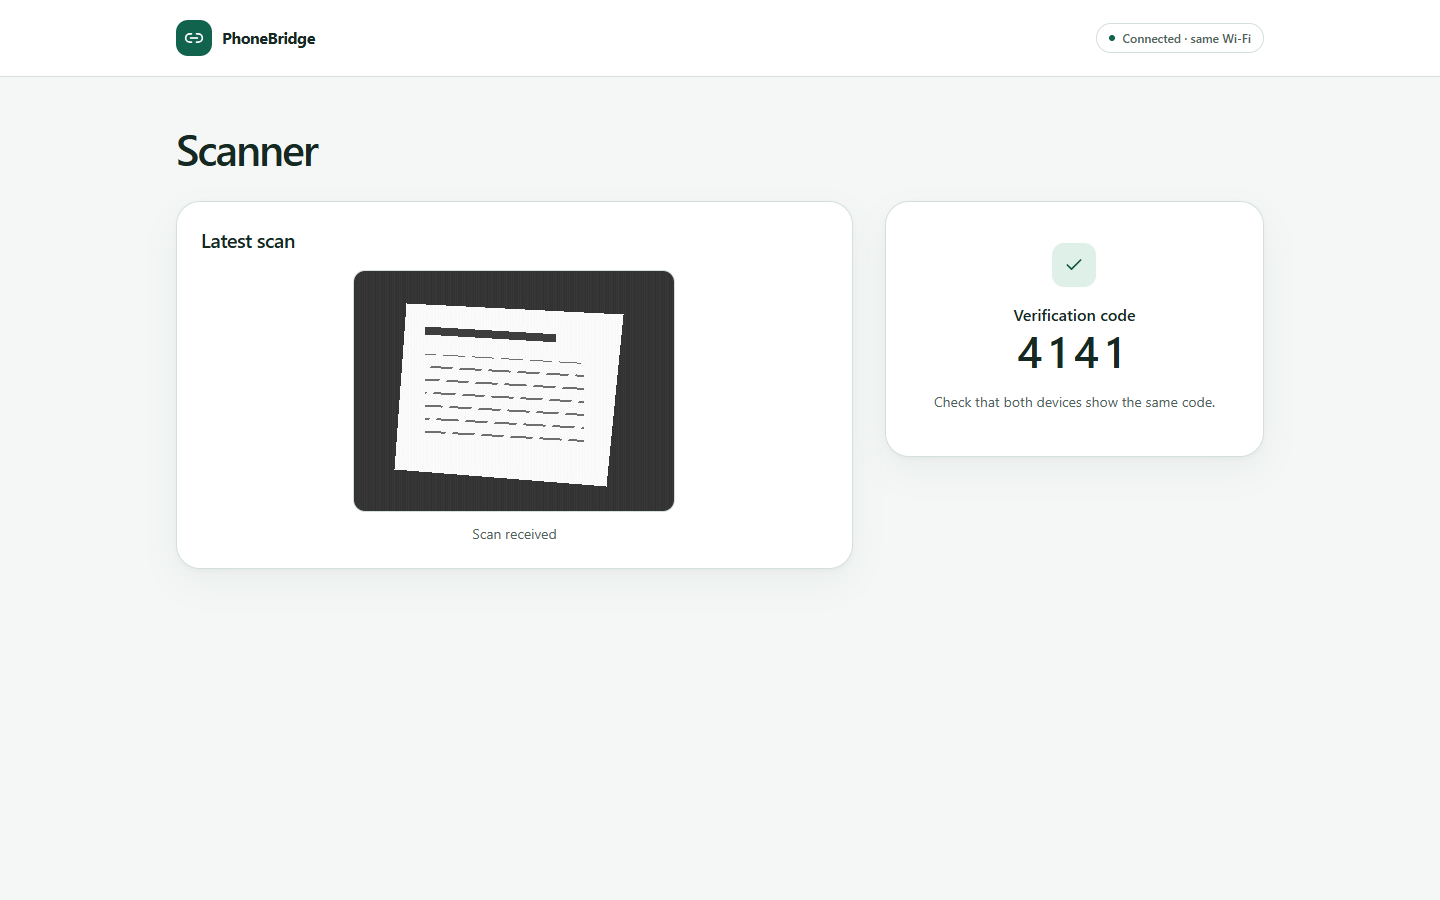 PhoneBridge
Connected · same Wi-Fi
Scanner
Latest scan
Scan received
Verification code
4141
Check that both devices show the same code.